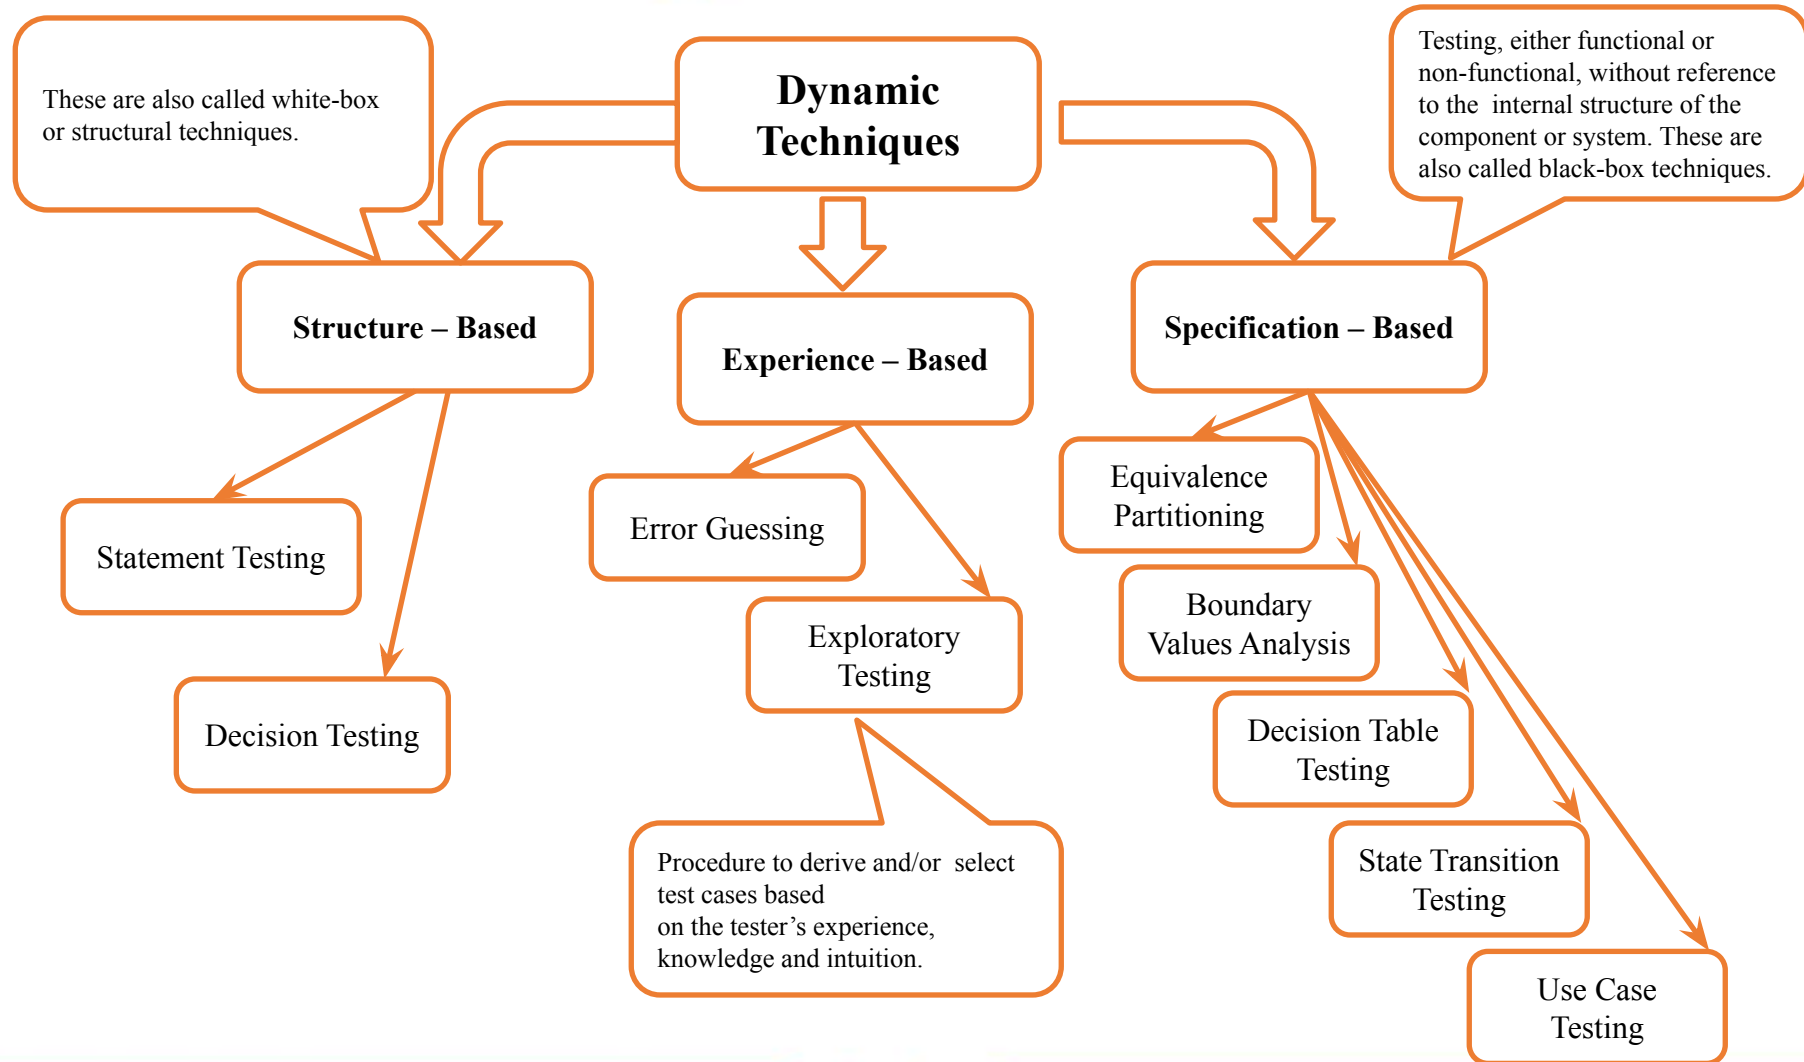 These are also called white-box
or structural techniques.
Dynamic
Techniques
Testing, either functional or
non-functional, without reference
to the  internal structure of the
component or system. These are
also called black-box techniques.
Structure – Based
Experience – Based
Specification – Based
Statement Testing
Decision Testing
Error Guessing
Exploratory
Testing
Procedure to derive and/or  select
test cases based
on the tester’s experience,
knowledge and intuition.
Equivalence
Partitioning
Boundary
Values Analysis
Decision Table
Testing
State Transition
Testing
Use Case
Testing